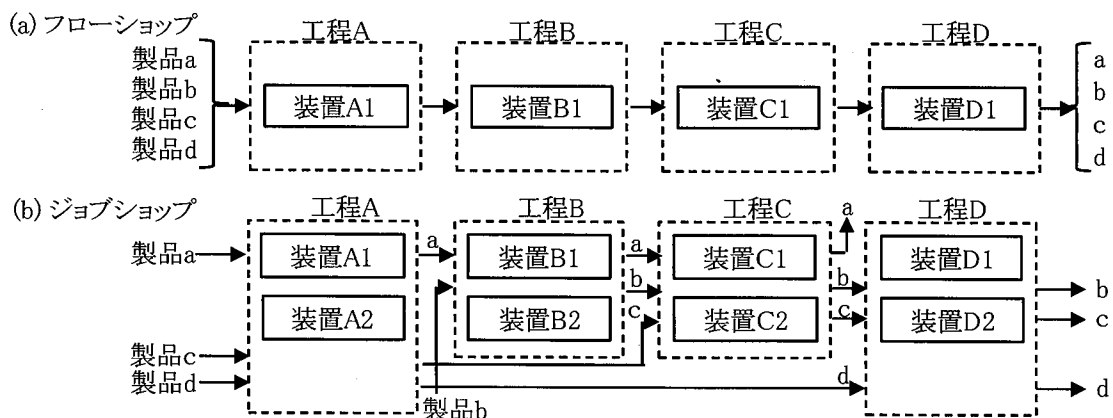 (a) フローショップ
工程A 工程B 工程C 工程D
製品a
製品b
製品c
製品d
装置A1 装置B1 装置C1 装置D1
a
b
c
d
(b) ジョブショップ
工程A 工程B 工程C 工程D
a
製品a 装置A1 a 装置B1 a 装置C1 装置D1
b b b
装置A2 装置B2 c 装置C2 c 装置D2 c
製品c
製品d d d
製品b